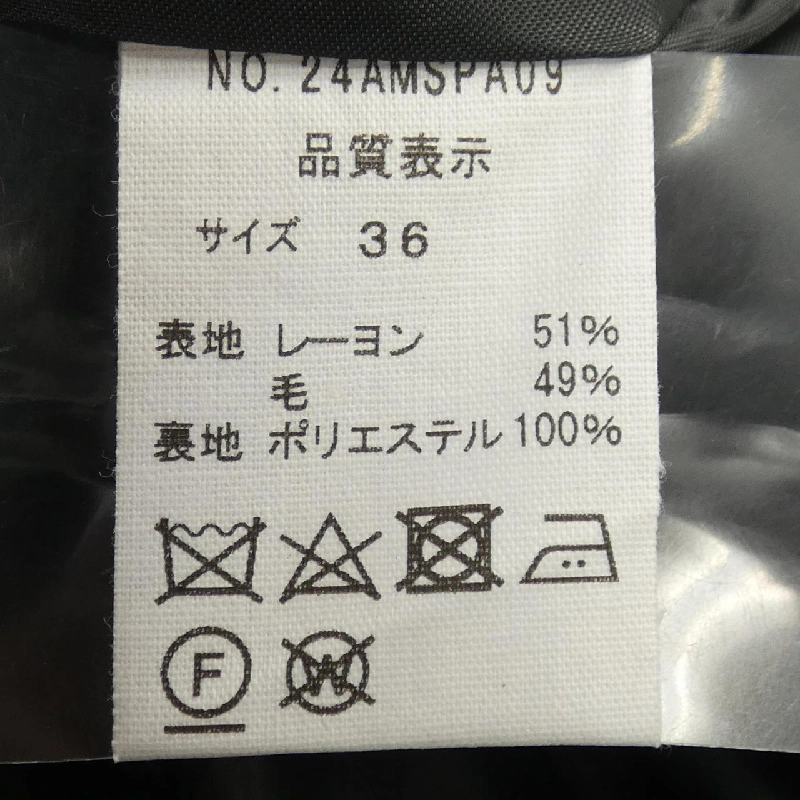 NO. 24AMSPA09
品質表示
サイズ 36
表地 レーヨン 51%
毛 49%
裏地 ポリエステル 100%
F W